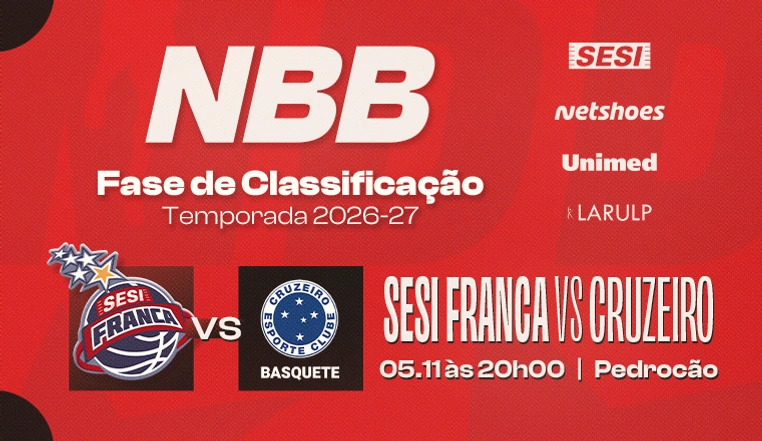 NBB
Fase de Classificação
Temporada 2026-27
SESI
netshoes
Unimed
LARULP
SESI
FRANCA
VS
CRUZEIRO
ESPORTE CLUBE
BASQUETE
SESI FRANCA VS CRUZEIRO
05.11 às 20h00 | Pedrocão